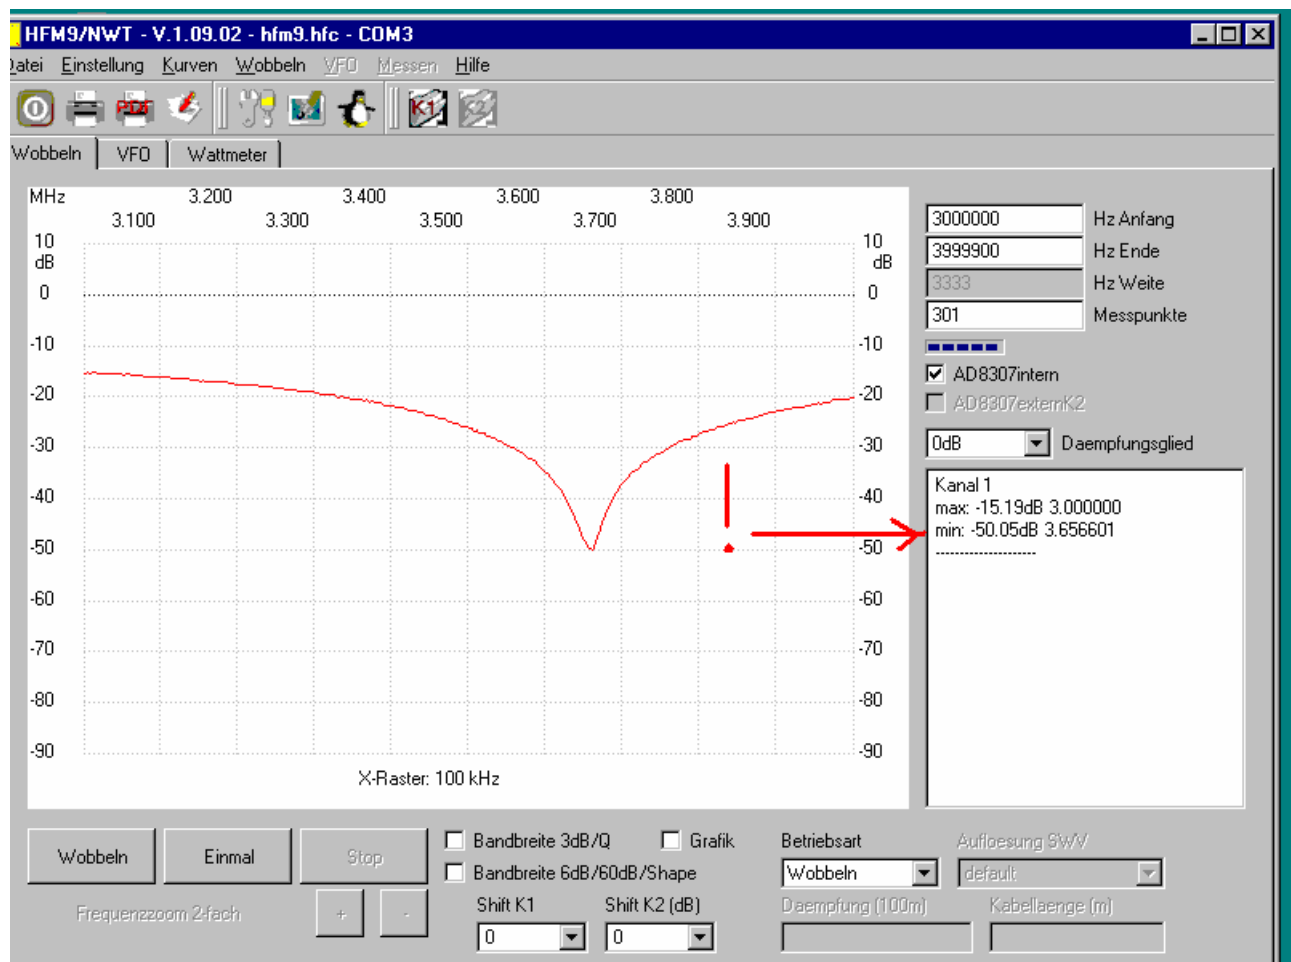 HFM9/NWT - V.1.09.02 - hfm9.hfc - COM3
Datei Einstellung Kurven Wobbeln VFO Messen Hilfe
PDF K1 K2
Wobbeln VFO Wattmeter
MHz 3.200 3.400 3.600 3.800
3.100 3.300 3.500 3.700 3.900
10 10
dB dB
0 0
-10 -10
-20 -20
-30 -30
-40 -40
-50 -50
-60 -60
-70 -70
-80 -80
-90 -90
X-Raster: 100 kHz
!
3000000 Hz Anfang
3999900 Hz Ende
3333 Hz Weite
301 Messpunkte
AD8307intern
AD8307externK2
0dB Daempfungsglied
Kanal 1
max: -15.19dB 3.000000
min: -50.05dB 3.656601
---------------------
Wobbeln Einmal Stop
Frequenzzoom 2-fach + -
Bandbreite 3dB/Q Grafik
Bandbreite 6dB/60dB/Shape
Shift K1 Shift K2 (dB)
0 0
Betriebsart Aufloesung SWV
Wobbeln default
Daempfung (100m) Kabellaenge (m)